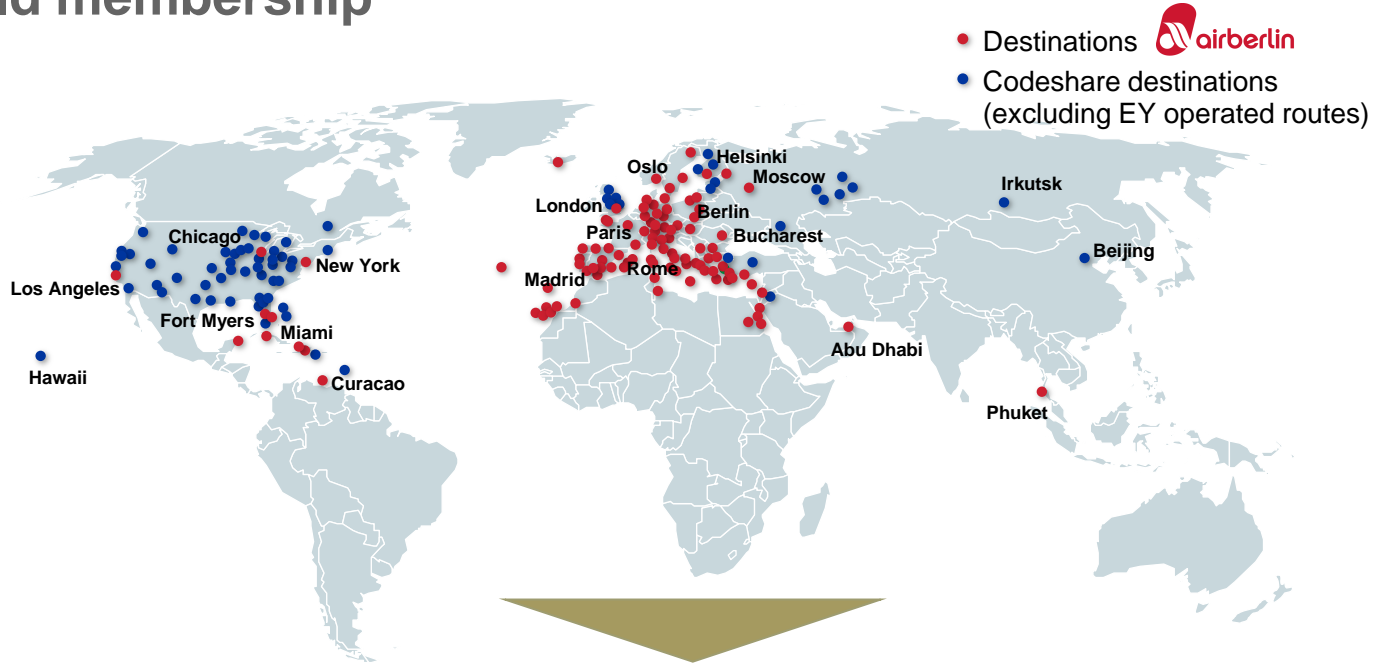 membership
Destinations airberlin
Codeshare destinations
(excluding EY operated routes)
Helsinki
Oslo
Moscow
Irkutsk
London
Berlin
Paris
Bucharest
Chicago
Beijing
New York
Rome
Madrid
Los Angeles
Fort Myers
Miami
Abu Dhabi
Hawaii
Curacao
Phuket